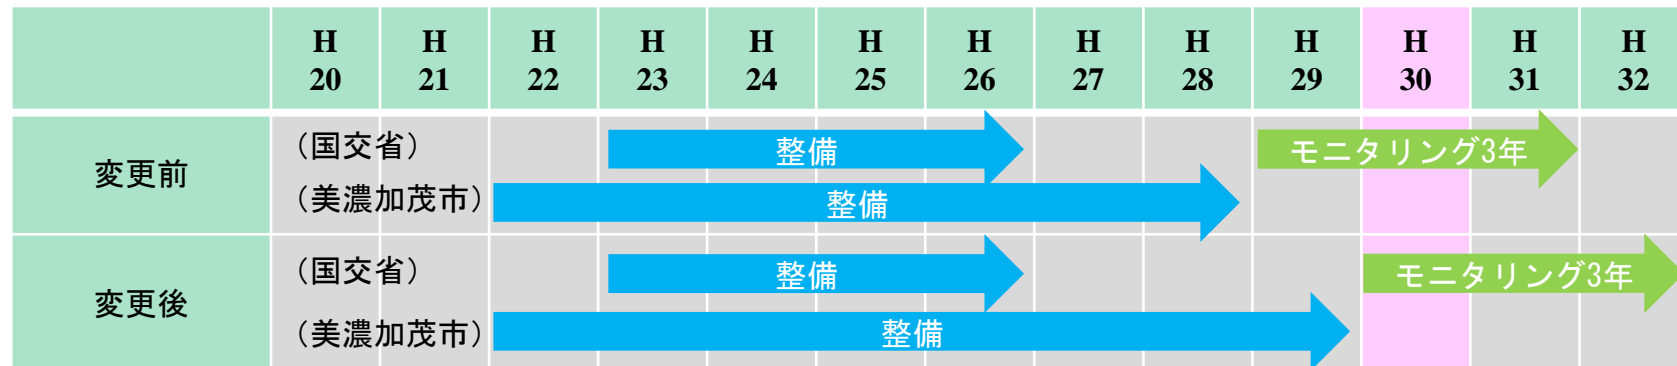 H 20 H 21 H 22 H 23 H 24 H 25 H 26 H 27 H 28 H 29 H 30 H 31 H 32
変更前
（国交省） 整備 モニタリング3年
（美濃加茂市） 整備
変更後
（国交省） 整備 モニタリング3年
（美濃加茂市） 整備